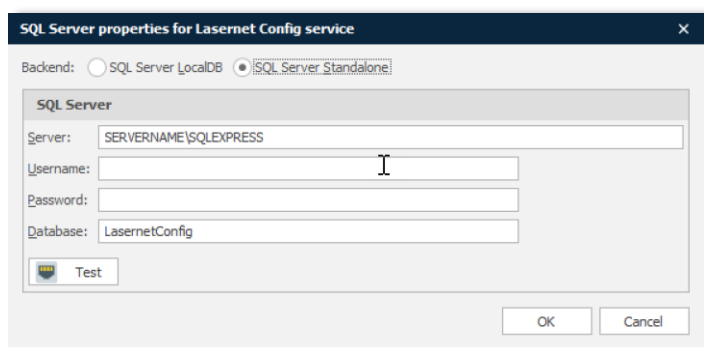 SQL Server properties for Lasernet Config service
Backend: SQL Server LocalDB SQL Server Standalone
SQL Server
Server: SERVERNAME\SQLEXPRESS
Username:
Password:
Database: LasernetConfig
Test
OK Cancel